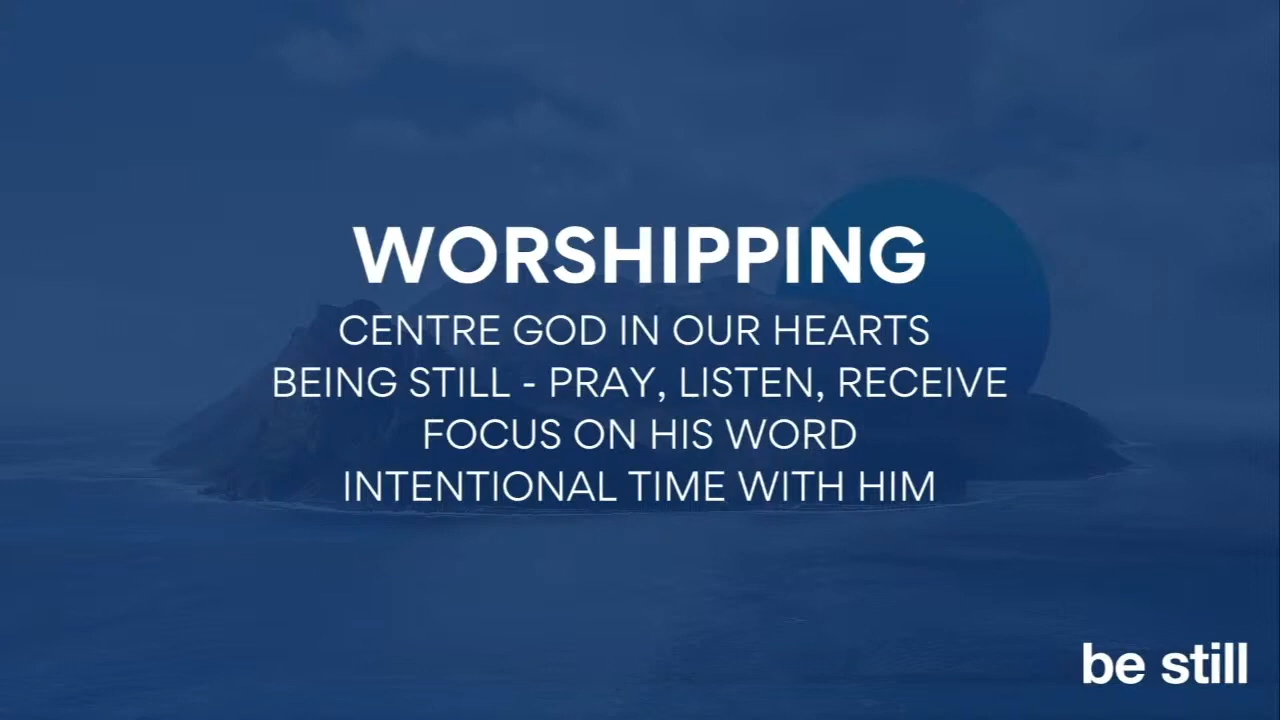 WORSHIPPING
CENTRE GOD IN OUR HEARTS
BEING STILL - PRAY, LISTEN, RECEIVE
FOCUS ON HIS WORD
INTENTIONAL TIME WITH HIM
be still